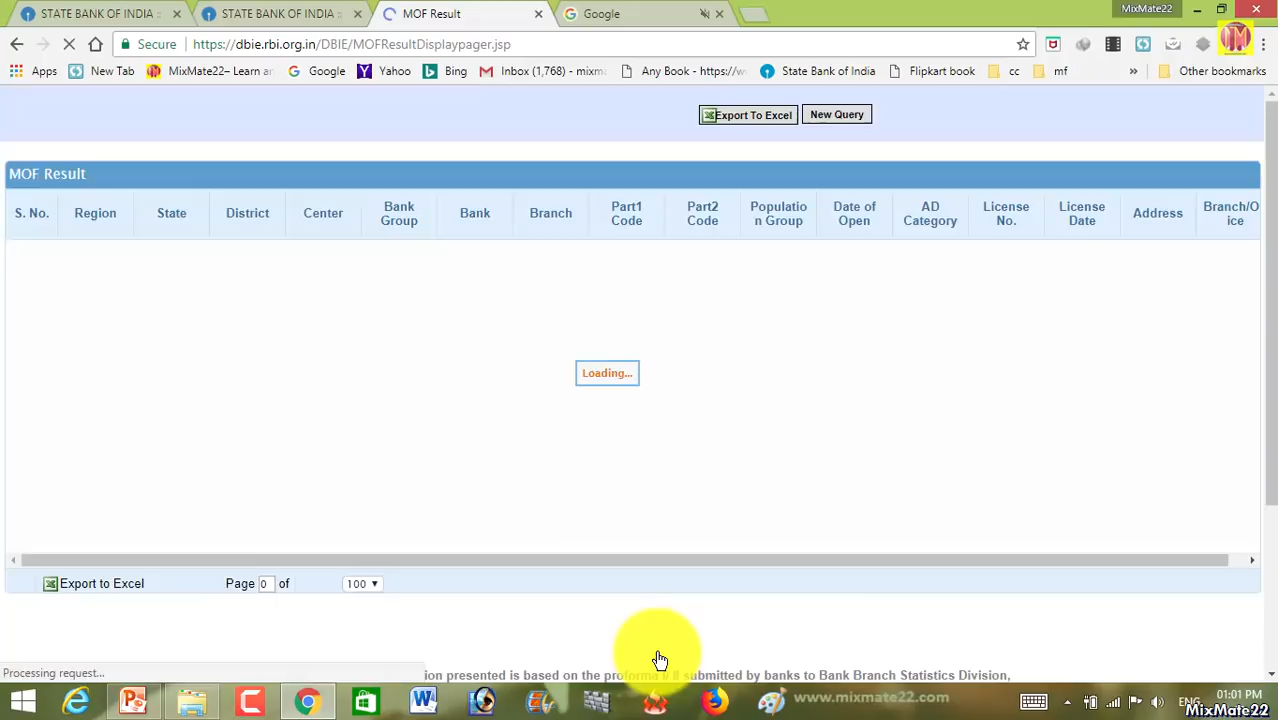 MixMate22
STATE BANK OF INDIA :: STATE BANK OF INDIA :: MOF Result Google
Secure https://dbie.rbi.org.in/DBIE/MOFResultDisplaypager.jsp
Apps New Tab MixMate22– Learn a Google Yahoo Bing Inbox (1,768) - mixm Any Book - https://w State Bank of India Flipkart book cc mf » Other bookmarks
Export To Excel New Query
MOF Result
S. No. Region State District Center Bank Group Bank Branch Part1 Code Part2 Code Populatio n Group Date of Open AD Category License No. License Date Address Branch/O ice
Loading...
Export to Excel Page 0 of 100
Processing request...
ion presented is based on the proforma submitted by banks to Bank Branch Statistics Division,
www.mixmate22.com
ENG
01:01 PM
MixMate22